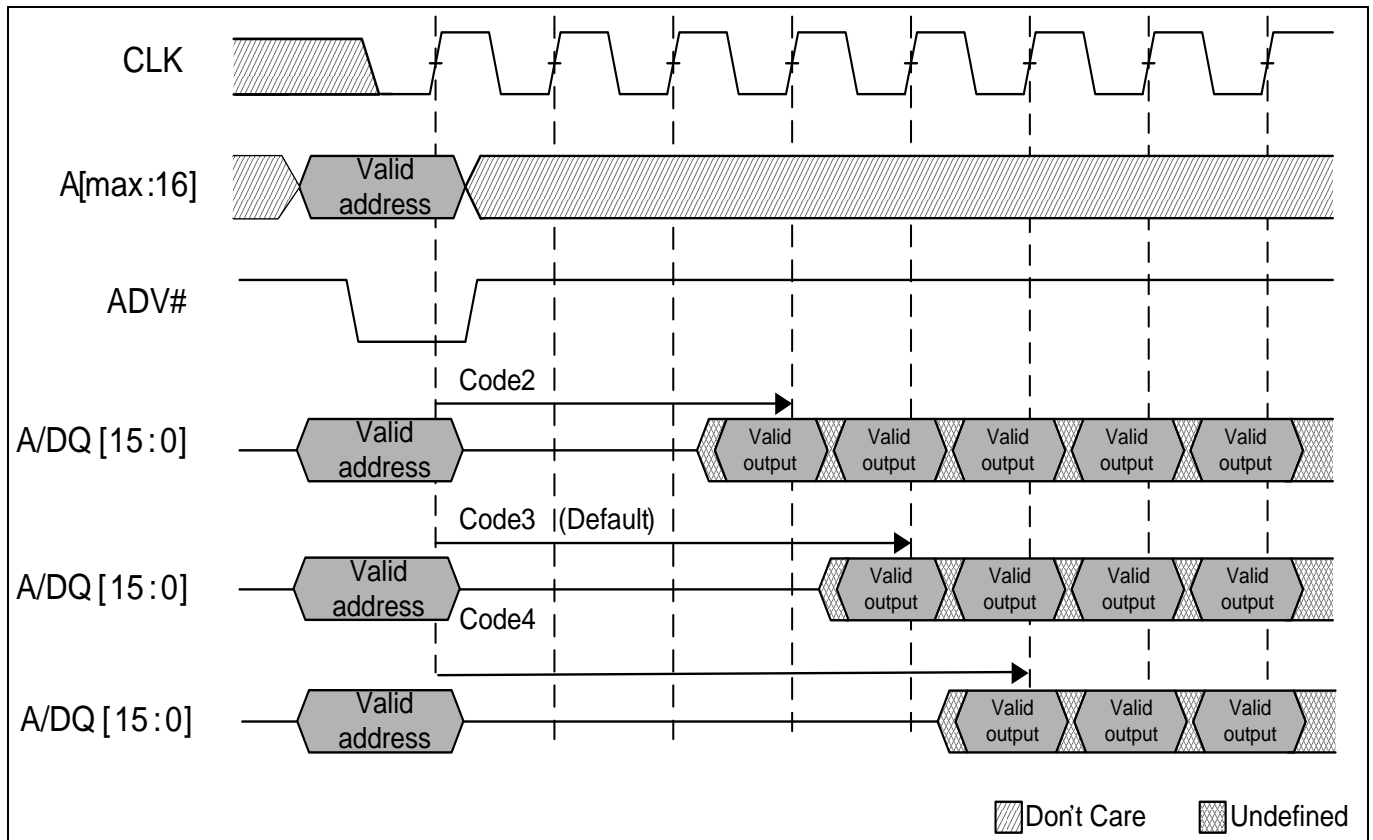 CLK
A[max:16]
Valid
address
ADV#
Code2
A/DQ[15:0]
Valid
address
Valid
output
Valid
output
Valid
output
Valid
output
Valid
output
Code3 (Default)
A/DQ[15:0]
Valid
address
Valid
output
Valid
output
Valid
output
Valid
output
Code4
A/DQ[15:0]
Valid
address
Valid
output
Valid
output
Valid
output
Don't Care
Undefined